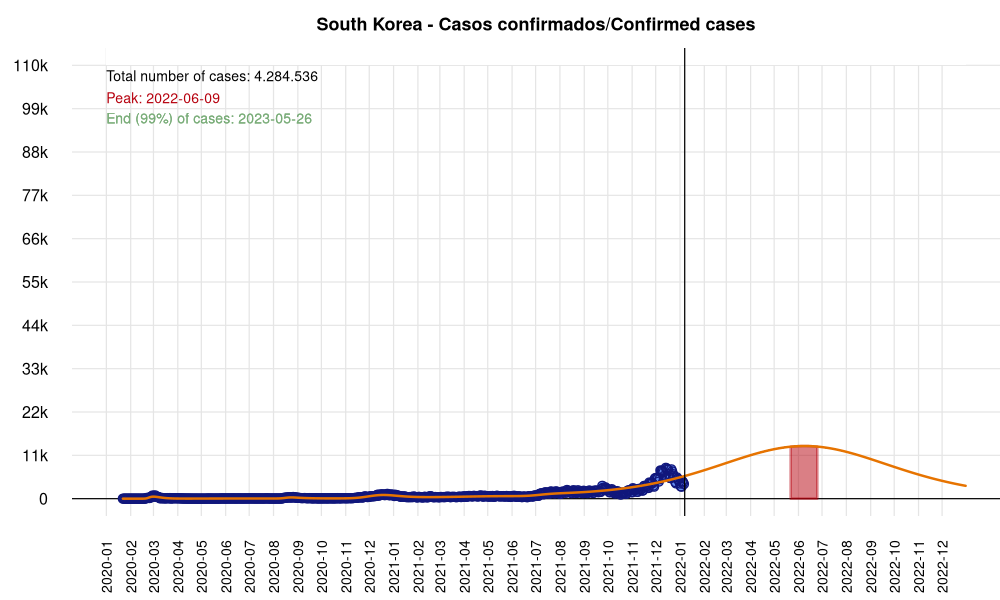 South Korea - Casos confirmados/Confirmed cases
110k
Total number of cases: 4.284.536
Peak: 2022-06-09
99k
End (99%) of cases: 2023-05-26
88k
77k
66k
55k
44k
33k
22k
11k
0
2020-01
2020-02
2020-03
2020-04
2020-05
2020-06
2020-07
2020-08
2020-09
2020-10
2020-11
2020-12
2021-01
2021-02
2021-03
2021-04
2021-05
2021-06
2021-07
2021-08
2021-09
2021-10
2021-11
2021-12
2022-01
2022-02
2022-03
2022-04
2022-05
2022-06
2022-07
2022-08
2022-09
2022-10
2022-11
2022-12